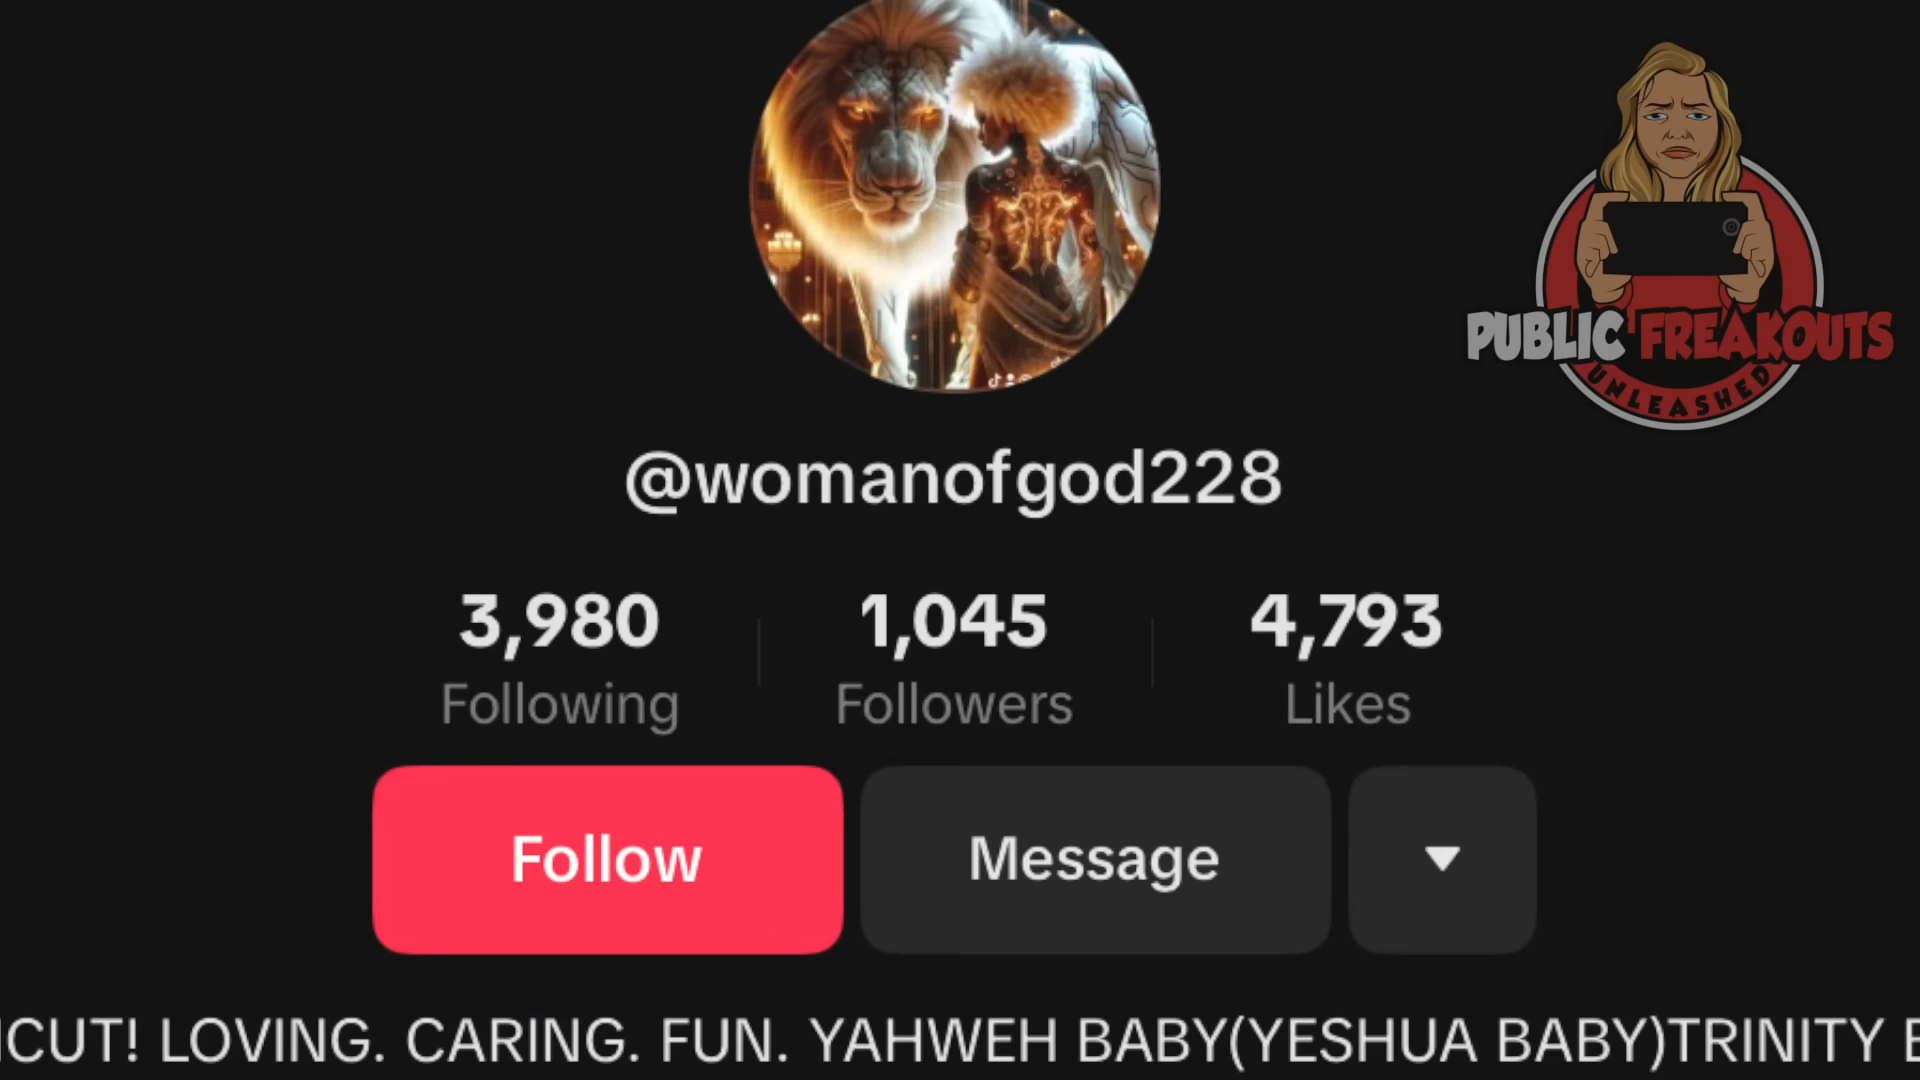 PUBLIC FREAKOUTS
UNLEASHED
@womanofgod228
3,980 1,045 4,793
Following Followers Likes
Follow Message
CUT! LOVING. CARING. FUN. YAHWEH BABY(YESHUA BABY)TRINITY